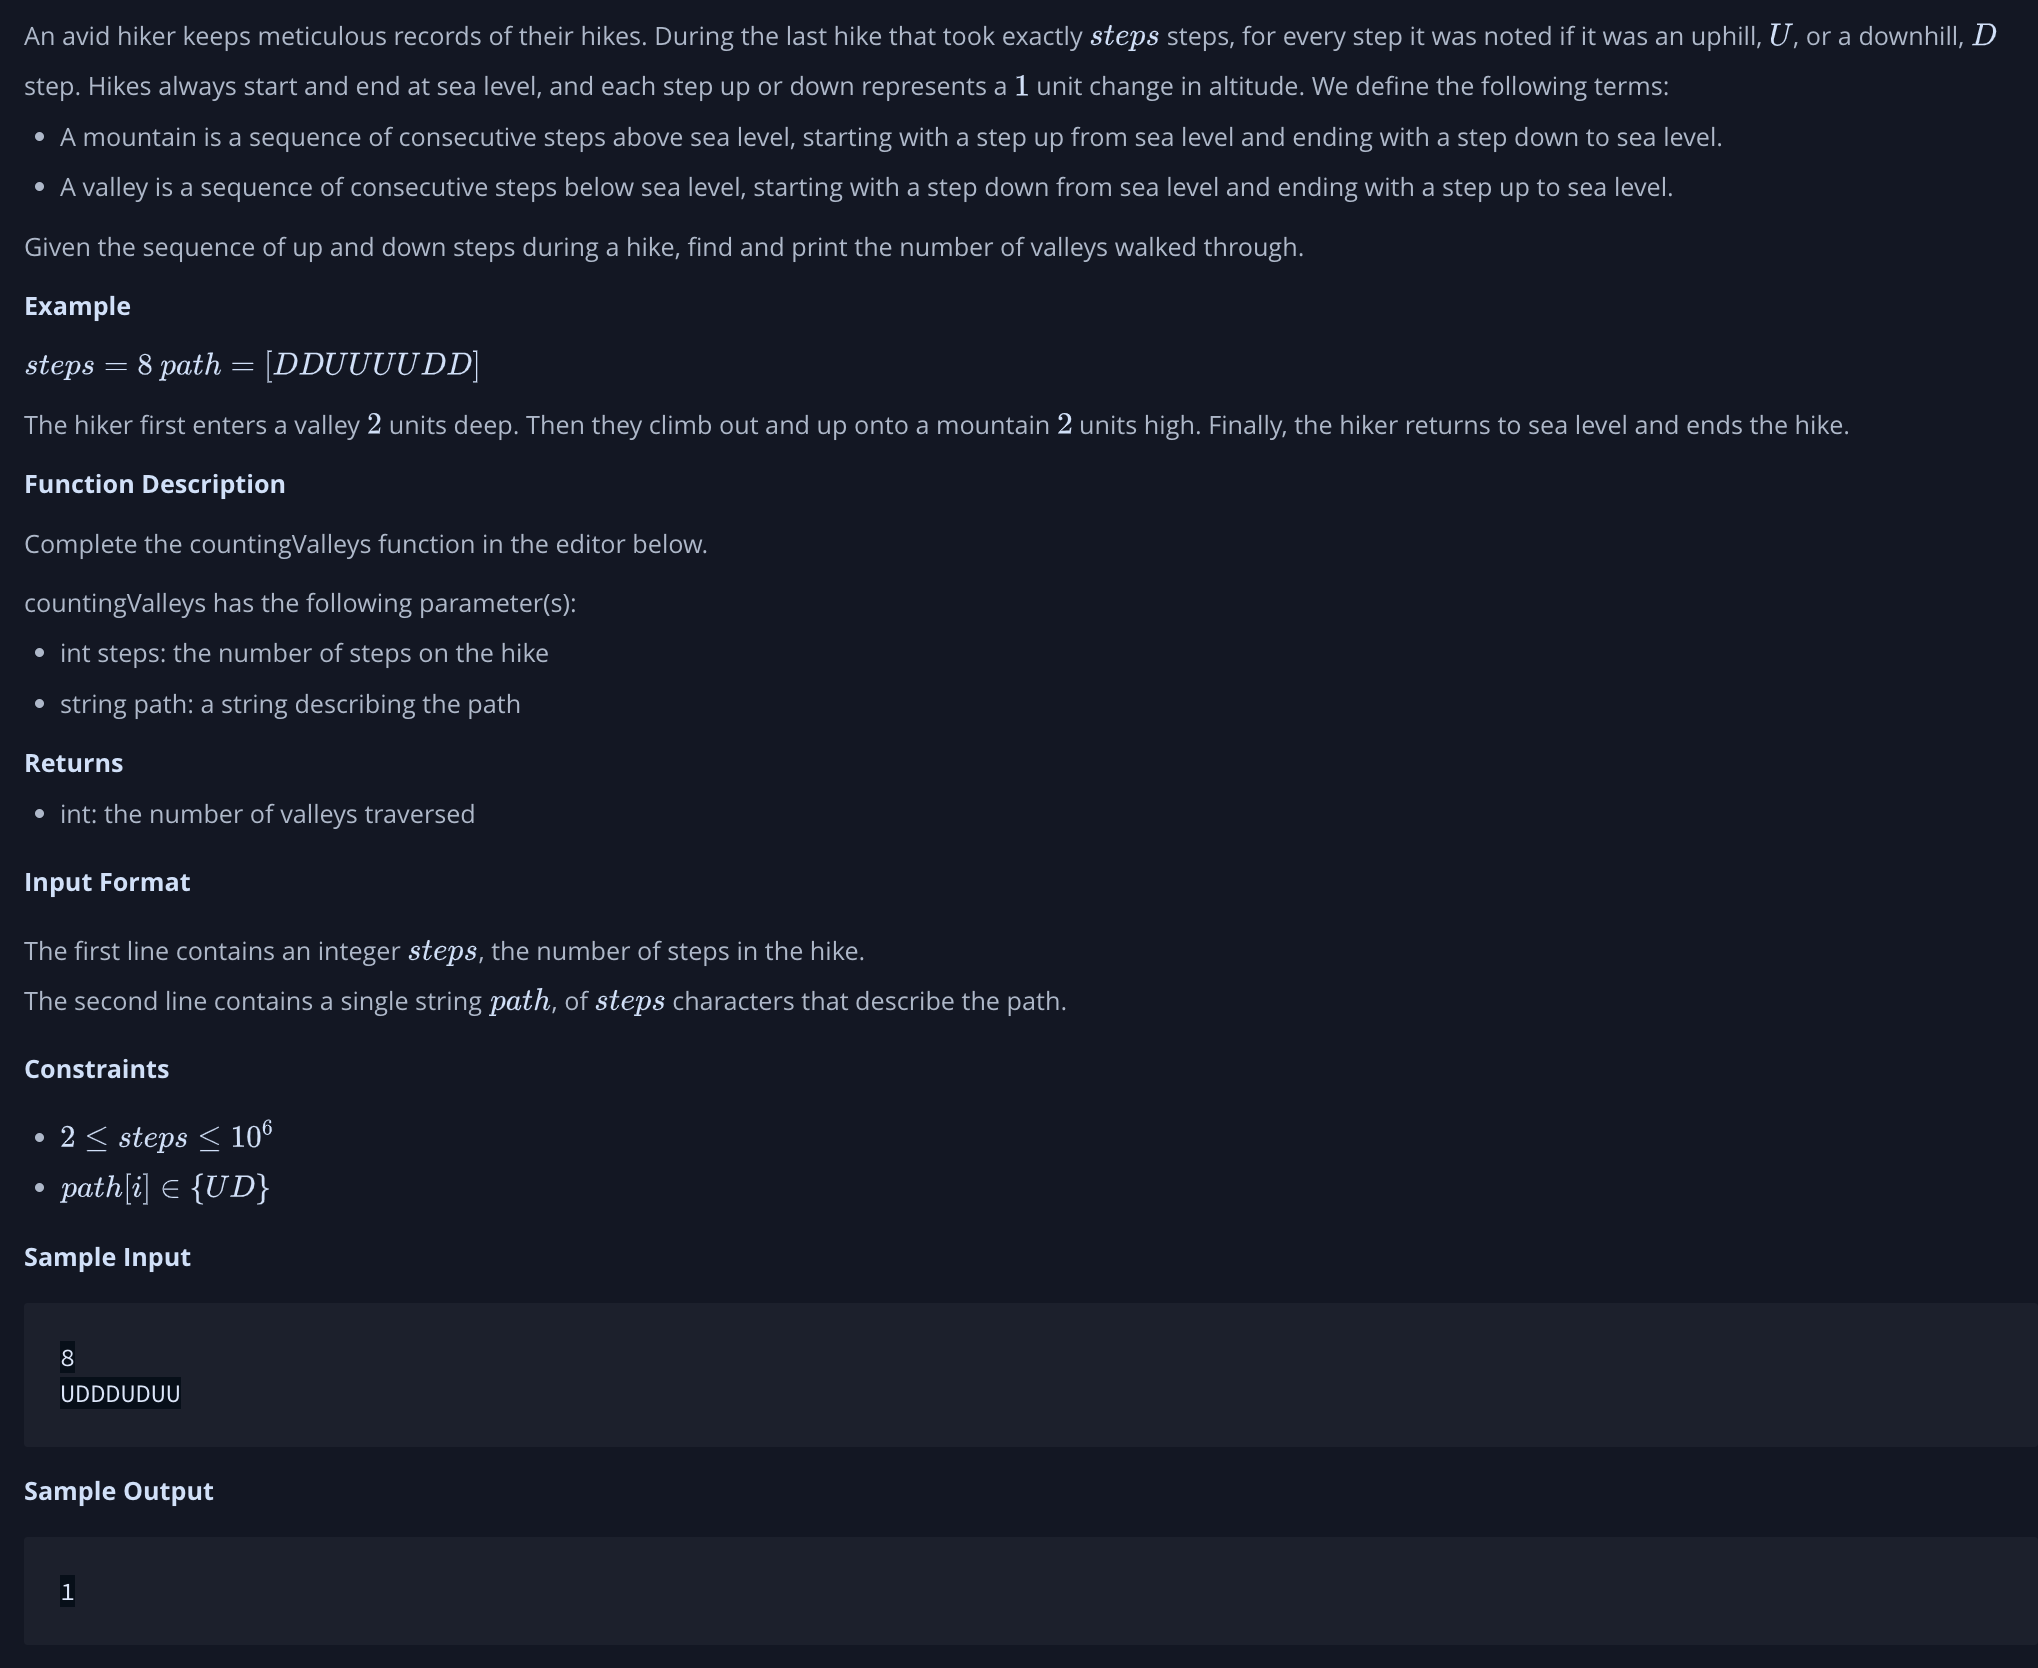 An avid hiker keeps meticulous records of their hikes. During the last hike that took exactly steps steps, for every step it was noted if it was an uphill, U, or a downhill, D
step. Hikes always start and end at sea level, and each step up or down represents a 1 unit change in altitude. We define the following terms:
• A mountain is a sequence of consecutive steps above sea level, starting with a step up from sea level and ending with a step down to sea level.
• A valley is a sequence of consecutive steps below sea level, starting with a step down from sea level and ending with a step up to sea level.
Given the sequence of up and down steps during a hike, find and print the number of valleys walked through.
Example
steps = 8 path = [DDUUUUDD]
The hiker first enters a valley 2 units deep. Then they climb out and up onto a mountain 2 units high. Finally, the hiker returns to sea level and ends the hike.
Function Description
Complete the countingValleys function in the editor below.
countingValleys has the following parameter(s):
• int steps: the number of steps on the hike
• string path: a string describing the path
Returns
• int: the number of valleys traversed
Input Format
The first line contains an integer steps, the number of steps in the hike.
The second line contains a single string path, of steps characters that describe the path.
Constraints
• 2 ≤ steps ≤ 10⁶
• path[i] ∈ {UD}
Sample Input
8
UDDDUDUU
Sample Output
1